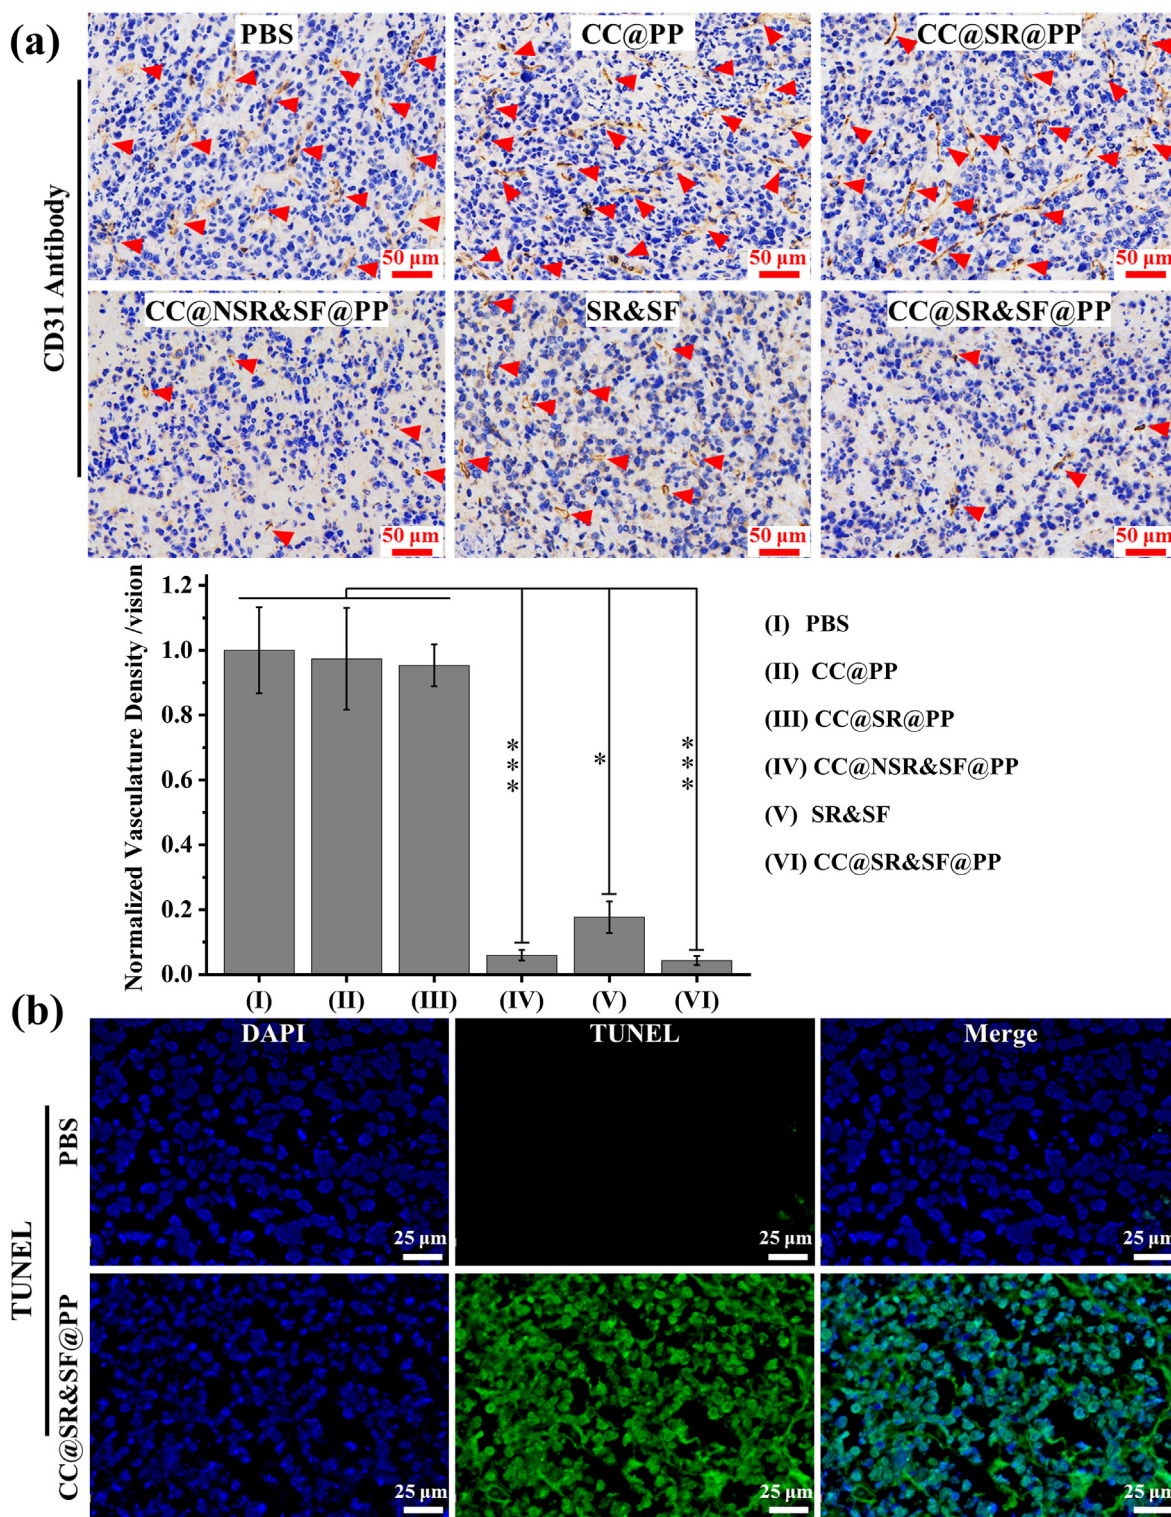 (a)
PBS
CC@PP
CC@SR@PP
CD31 Antibody
50 μm
50 μm
50 μm
CC@NSR&SF@PP
SR&SF
CC@SR&SF@PP
50 μm
50 μm
50 μm
Normalized Vasculature Density /vision
1.2
1.0
0.8
0.6
0.4
0.2
0.0
***
*
***
(I)
(II)
(III)
(IV)
(V)
(VI)
(I) PBS
(II) CC@PP
(III) CC@SR@PP
(IV) CC@NSR&SF@PP
(V) SR&SF
(VI) CC@SR&SF@PP
(b)
DAPI
TUNEL
Merge
TUNEL
PBS
25 μm
25 μm
25 μm
CC@SR&SF@PP
25 μm
25 μm
25 μm